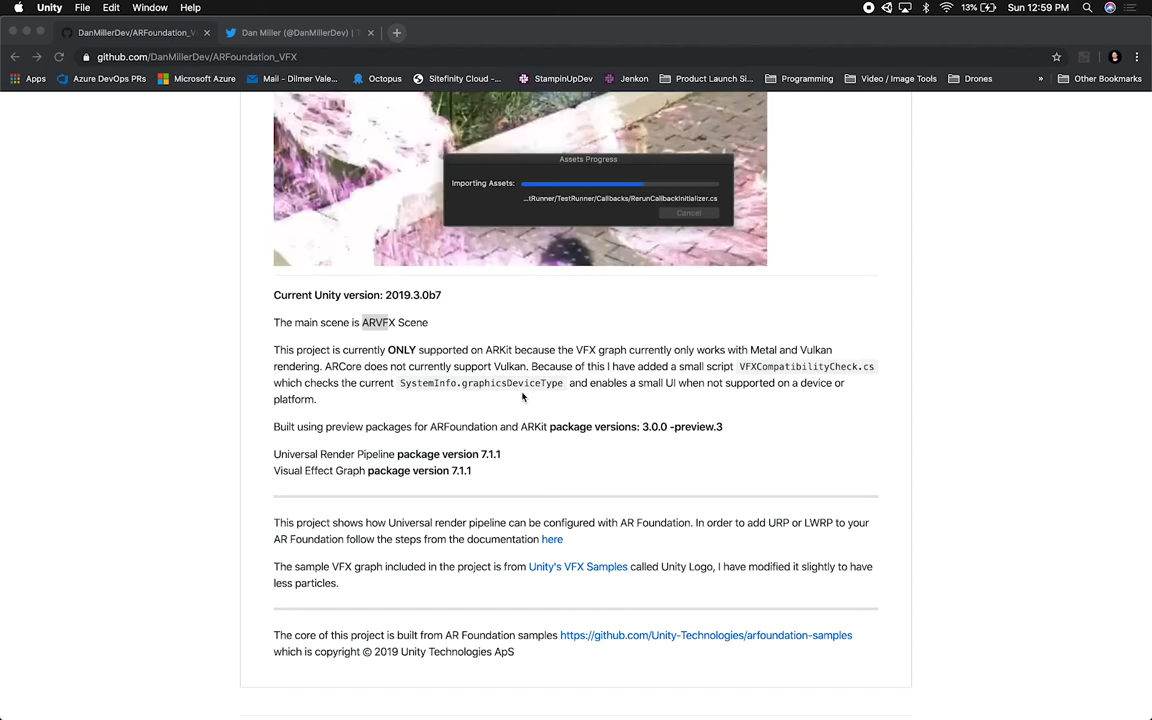 Unity File Edit Window Help 13% Sun 12:59 PM
DanMillerDev/ARFoundation_V Dan Miller (@DanMillerDev) | T
github.com/DanMillerDev/ARFoundation_VFX
Apps Azure DevOps PRs Microsoft Azure Mail - Dilmer Vale... Octopus Sitefinity Cloud -... StampinUpDev Jenkon Product Launch Si... Programming Video / Image Tools Drones » Other Bookmarks
Assets Progress
Importing Assets:
...tRunner/TestRunner/Callbacks/RerunCallbackInitializer.cs
Cancel
Current Unity version: 2019.3.0b7
The main scene is ARVFX Scene
This project is currently ONLY supported on ARKit because the VFX graph currently only works with Metal and Vulkan
rendering. ARCore does not currently support Vulkan. Because of this I have added a small script VFXCompatibilityCheck.cs
which checks the current SystemInfo.graphicsDeviceType and enables a small UI when not supported on a device or
platform.
Built using preview packages for ARFoundation and ARKit package versions: 3.0.0 -preview.3
Universal Render Pipeline package version 7.1.1
Visual Effect Graph package version 7.1.1
This project shows how Universal render pipeline can be configured with AR Foundation. In order to add URP or LWRP to your
AR Foundation follow the steps from the documentation here
The sample VFX graph included in the project is from Unity's VFX Samples called Unity Logo, I have modified it slightly to have
less particles.
The core of this project is built from AR Foundation samples https://github.com/Unity-Technologies/arfoundation-samples
which is copyright © 2019 Unity Technologies ApS